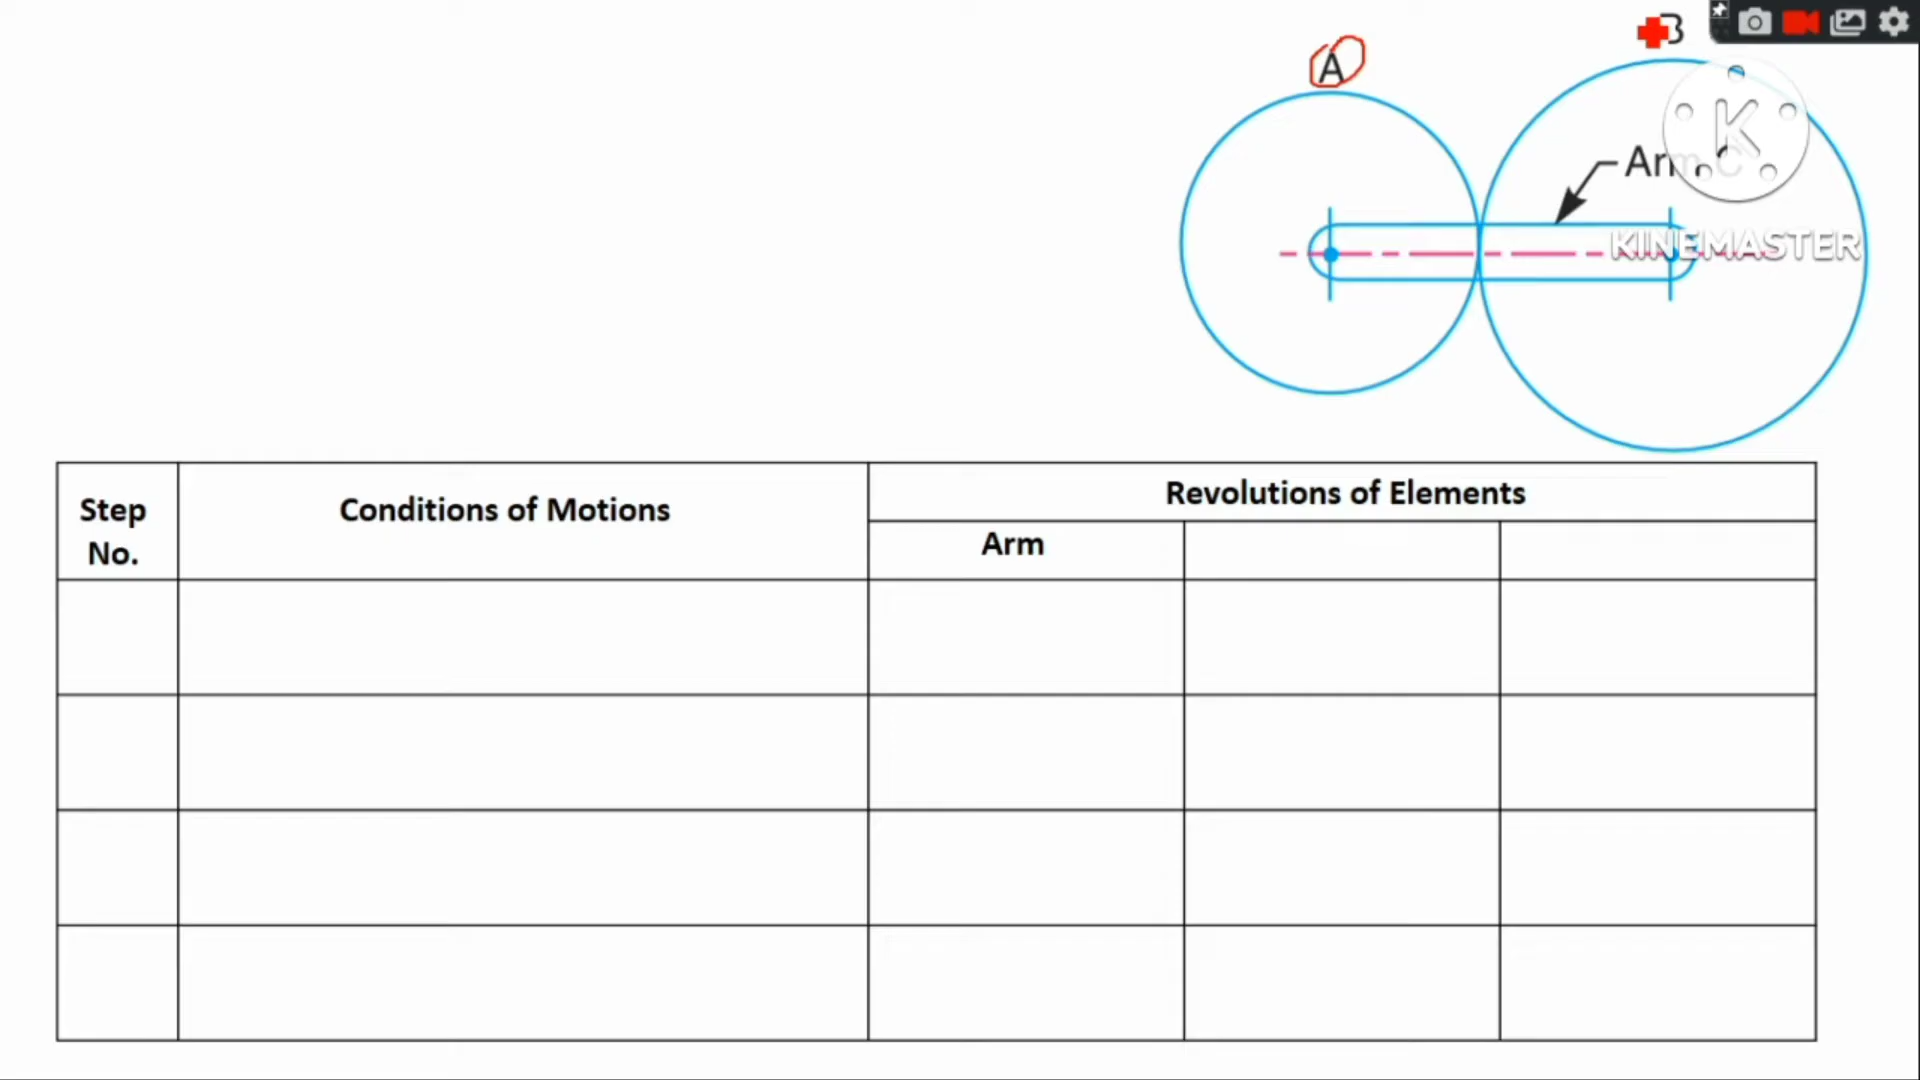 A
B
Arm C
K
KINEMASTER
Step No.
Conditions of Motions
Revolutions of Elements
Arm